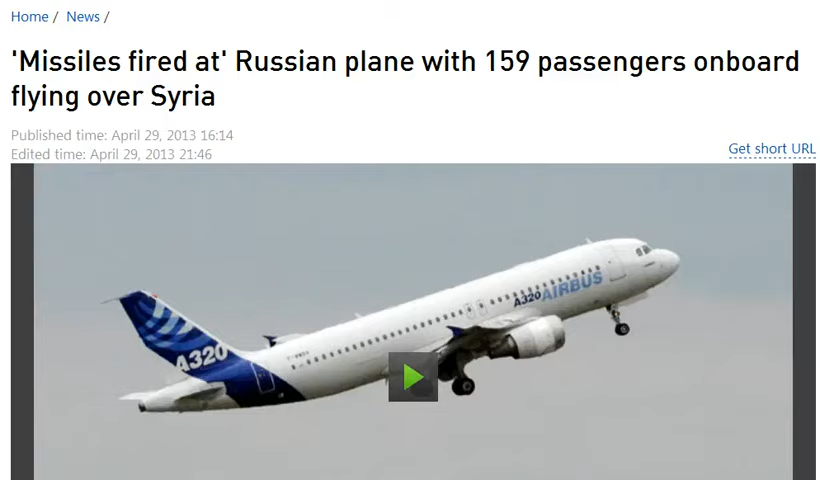 Home / News /
'Missiles fired at' Russian plane with 159 passengers onboard
flying over Syria
Published time: April 29, 2013 16:14
Edited time: April 29, 2013 21:46
Get short URL
A320 AIRBUS
A320